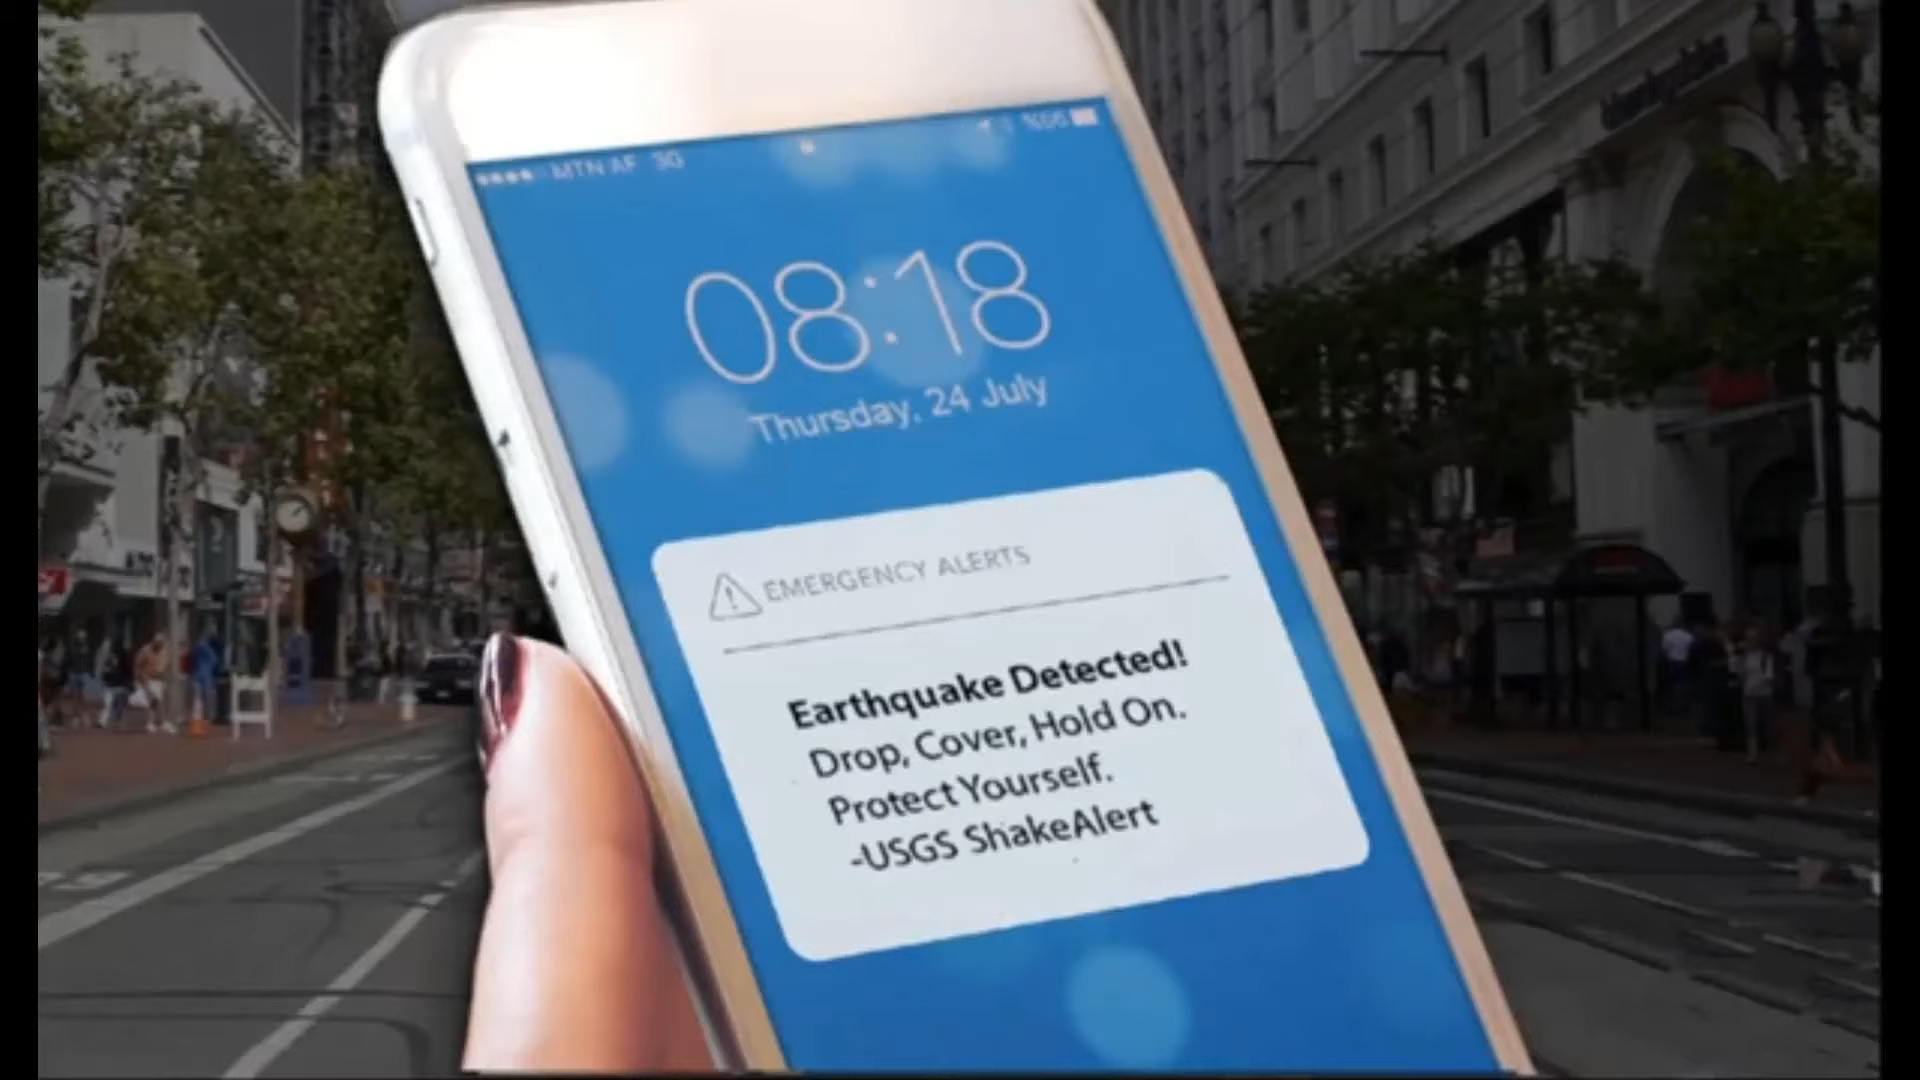 MTN AF 3G
08:18
Thursday, 24 July
EMERGENCY ALERTS
Earthquake Detected!
Drop, Cover, Hold On.
Protect Yourself.
-USGS ShakeAlert